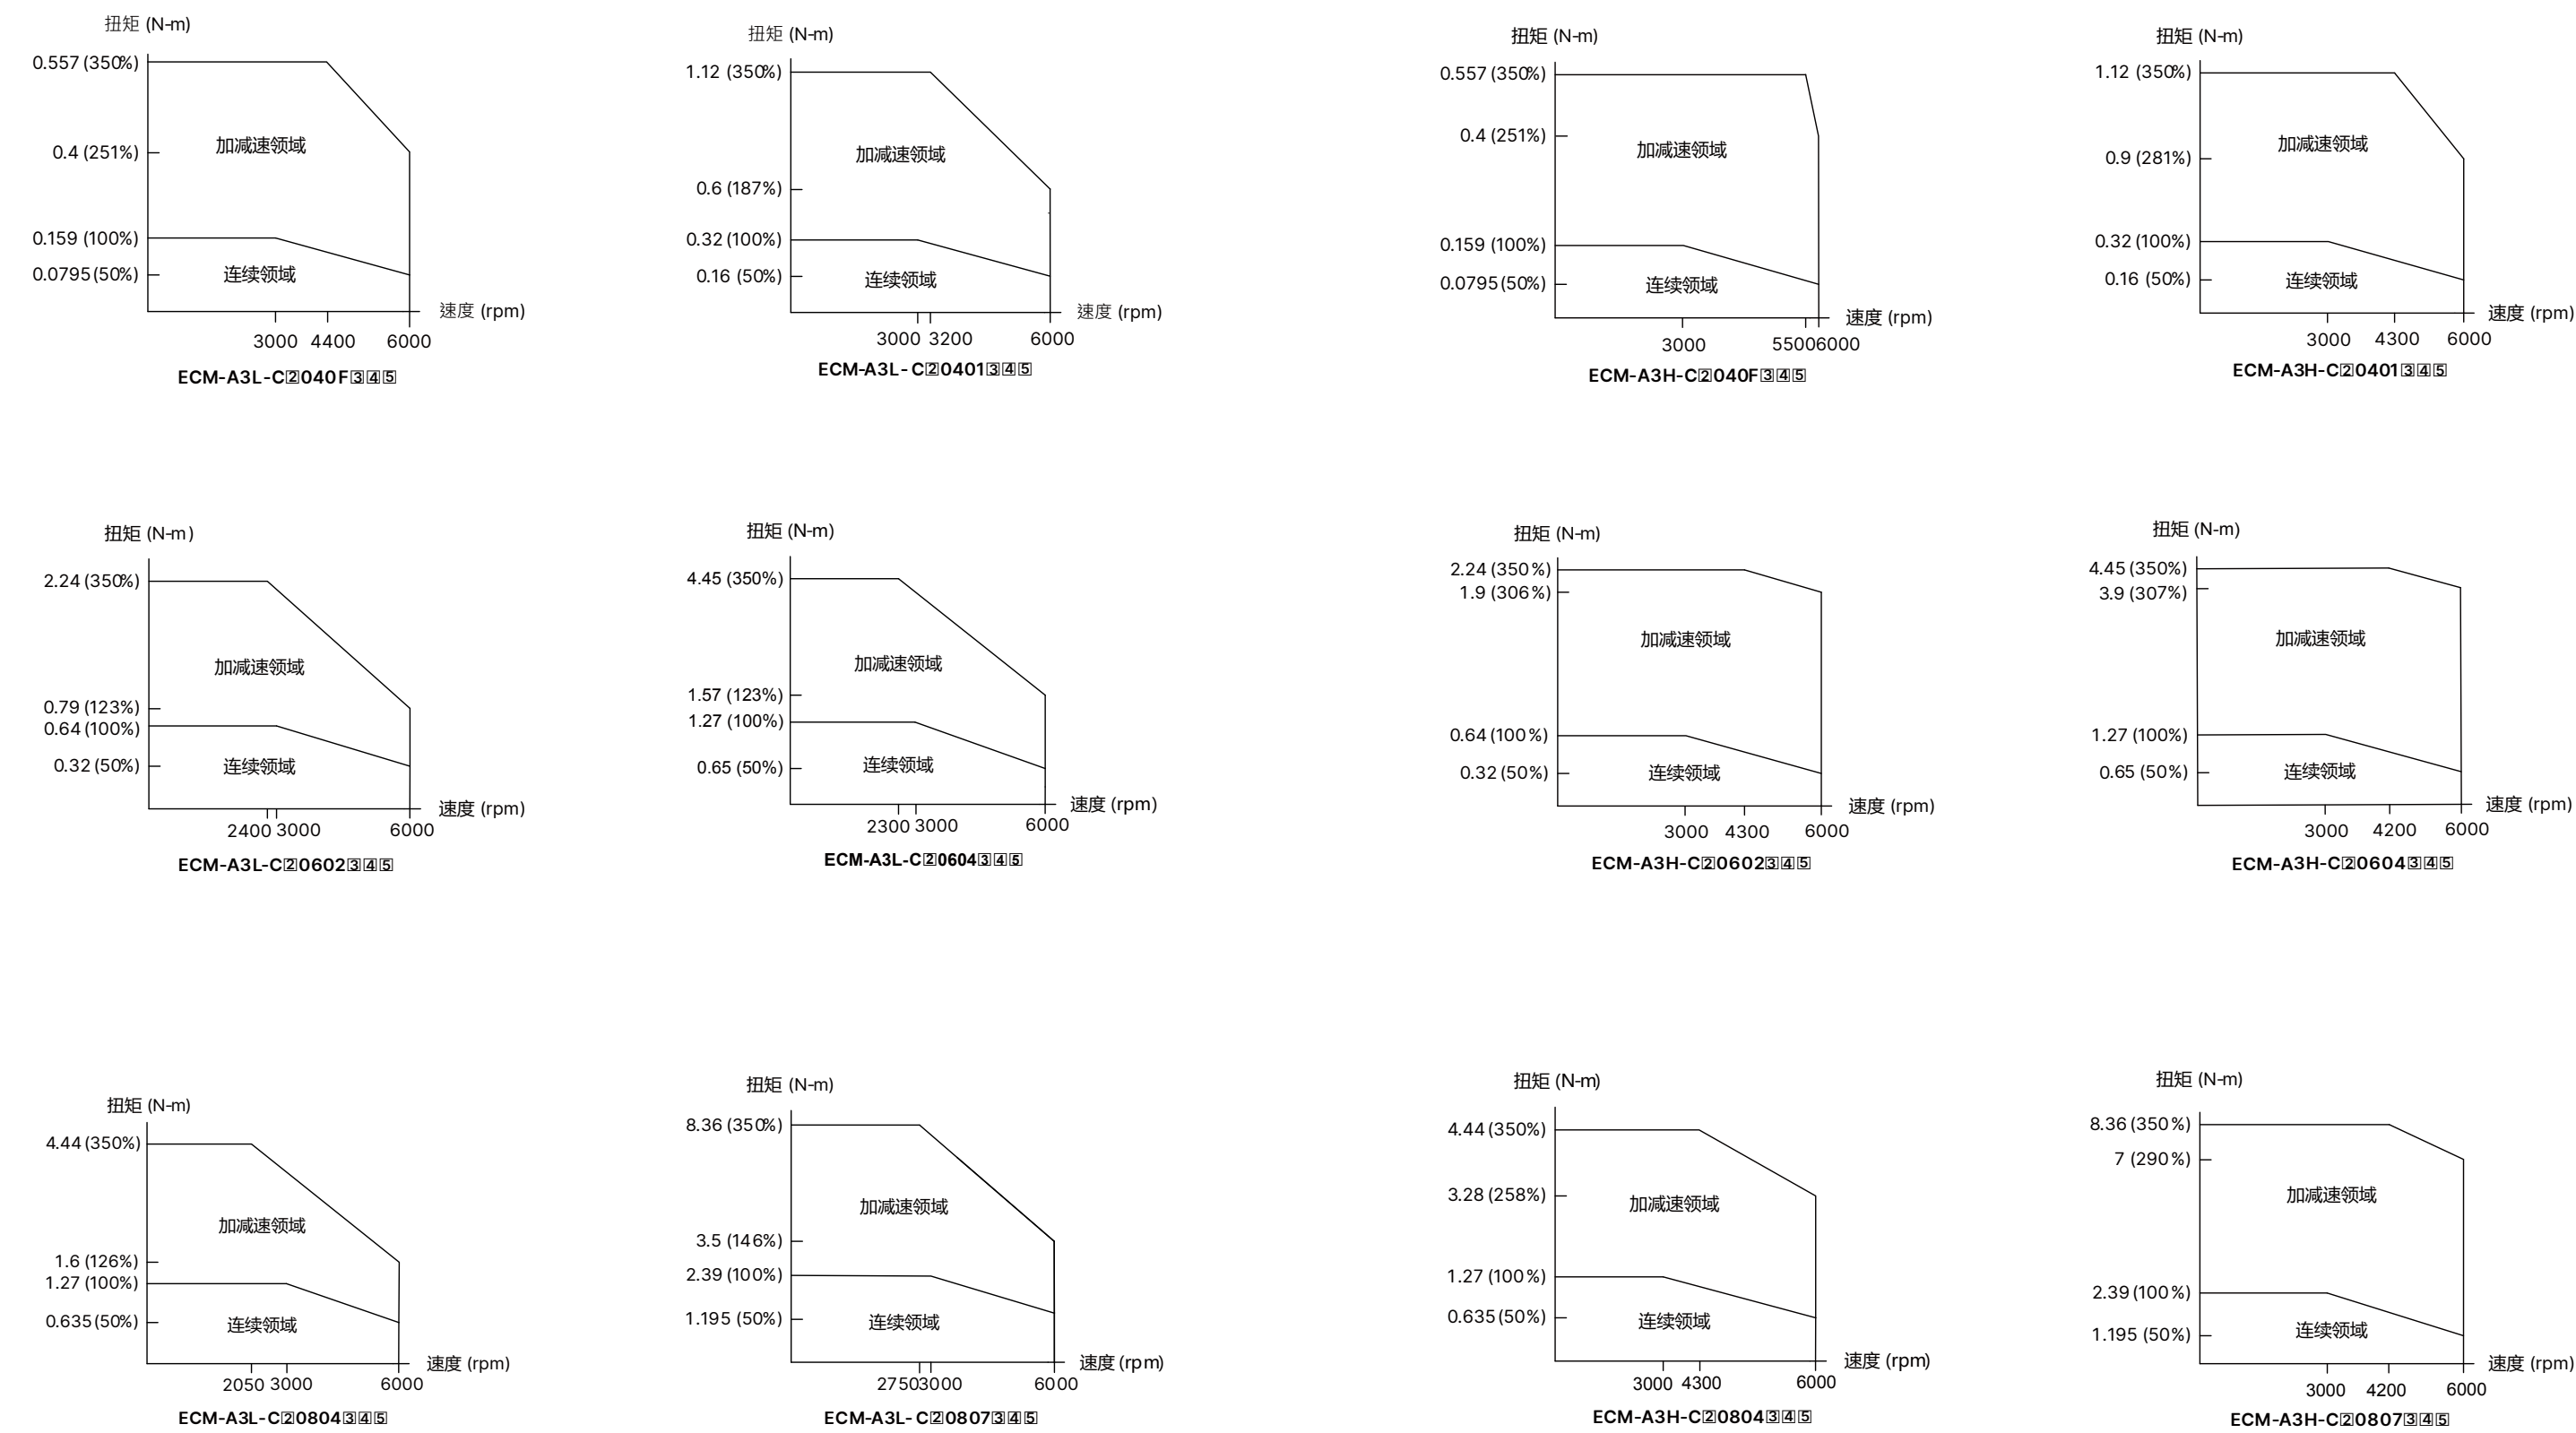 扭矩 (N-m)
0.557 (350%)
0.4 (251%)
加减速领域
0.159 (100%)
0.0795 (50%)
连续领域
速度 (rpm)
3000 4400 6000
ECM-A3L-C②040F③④⑤
扭矩 (N-m)
1.12 (350%)
加减速领域
0.6 (187%)
0.32 (100%)
0.16 (50%)
连续领域
速度 (rpm)
3000 3200 6000
ECM-A3L-C②0401③④⑤
扭矩 (N-m)
0.557 (350%)
0.4 (251%)
加减速领域
0.159 (100%)
0.0795 (50%)
连续领域
速度 (rpm)
3000 5500 6000
ECM-A3H-C②040F③④⑤
扭矩 (N-m)
1.12 (350%)
加减速领域
0.9 (281%)
0.32 (100%)
0.16 (50%)
连续领域
速度 (rpm)
3000 4300 6000
ECM-A3H-C②0401③④⑤
扭矩 (N-m)
2.24 (350%)
加减速领域
0.79 (123%)
0.64 (100%)
0.32 (50%)
连续领域
速度 (rpm)
2400 3000 6000
ECM-A3L-C②0602③④⑤
扭矩 (N-m)
4.45 (350%)
加减速领域
1.57 (123%)
1.27 (100%)
0.65 (50%)
连续领域
速度 (rpm)
2300 3000 6000
ECM-A3L-C②0604③④⑤
扭矩 (N-m)
2.24 (350%)
1.9 (306%)
加减速领域
0.64 (100%)
0.32 (50%)
连续领域
速度 (rpm)
3000 4300 6000
ECM-A3H-C②0602③④⑤
扭矩 (N-m)
4.45 (350%)
3.9 (307%)
加减速领域
1.27 (100%)
0.65 (50%)
连续领域
速度 (rpm)
3000 4200 6000
ECM-A3H-C②0604③④⑤
扭矩 (N-m)
4.44 (350%)
加减速领域
1.6 (126%)
1.27 (100%)
0.635 (50%)
连续领域
速度 (rpm)
2050 3000 6000
ECM-A3L-C②0804③④⑤
扭矩 (N-m)
8.36 (350%)
加减速领域
3.5 (146%)
2.39 (100%)
1.195 (50%)
连续领域
速度 (rpm)
2750 3000 6000
ECM-A3L-C②0807③④⑤
扭矩 (N-m)
4.44 (350%)
3.28 (258%)
加减速领域
1.27 (100%)
0.635 (50%)
连续领域
速度 (rpm)
3000 4300 6000
ECM-A3H-C②0804③④⑤
扭矩 (N-m)
8.36 (350%)
7 (290%)
加减速领域
2.39 (100%)
1.195 (50%)
连续领域
速度 (rpm)
3000 4200 6000
ECM-A3H-C②0807③④⑤